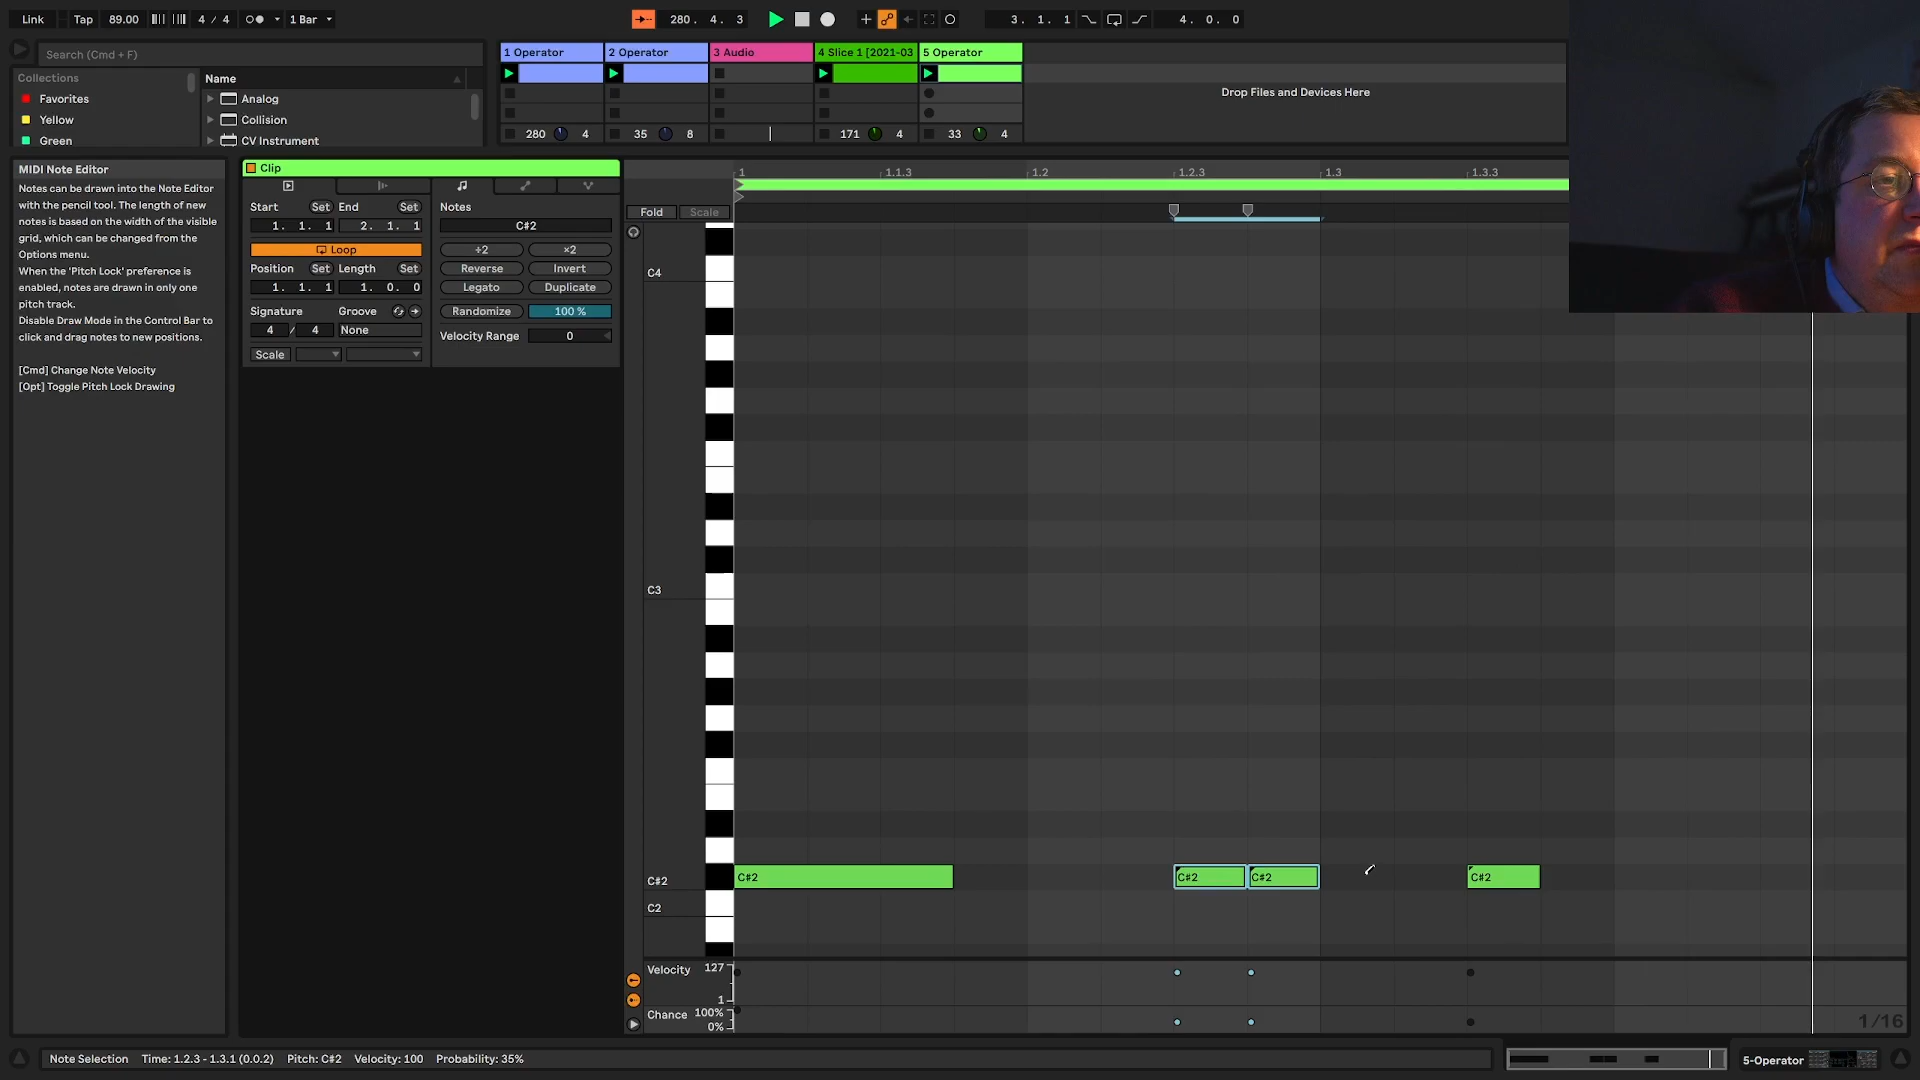 Link Tap 89.00 4 / 4 1 Bar 280. 4. 3 3. 1. 1 4. 0. 0
Search (Cmd + F)
Collections
Favorites
Yellow
Green
Name
Analog
Collision
CV Instrument
1 Operator 2 Operator 3 Audio 4 Slice 1 [2021-03 5 Operator
280 4 35 8 171 4 33 4
Drop Files and Devices Here
MIDI Note Editor
Notes can be drawn into the Note Editor
with the pencil tool. The length of new
notes is based on the width of the visible
grid, which can be changed from the
Options menu.
When the 'Pitch Lock' preference is
enabled, notes are drawn in only one
pitch track.
Disable Draw Mode in the Control Bar to
click and drag notes to new positions.
[Cmd] Change Note Velocity
[Opt] Toggle Pitch Lock Drawing
Clip
Start Set End Set
1. 1. 1 2. 1. 1
Loop
Position Set Length Set
1. 1. 1 1. 0. 0
Signature Groove
4 / 4 None
Scale
Notes
C#2
÷2 ×2
Reverse Invert
Legato Duplicate
Randomize 100 %
Velocity Range 0
1 1.1.3 1.2 1.2.3 1.3 1.3.3
Fold Scale
C4
C3
C#2 C#2 C#2 C#2 C#2
C2
Velocity 127
1
Chance 100%
0%
1/16
Note Selection Time: 1.2.3 - 1.3.1 (0.0.2) Pitch: C#2 Velocity: 100 Probability: 35%
5-Operator